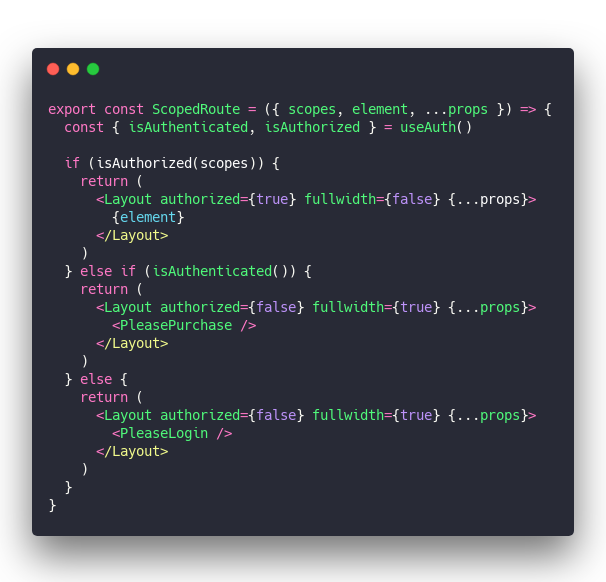 export const ScopedRoute = ({ scopes, element, ...props }) => {
  const { isAuthenticated, isAuthorized } = useAuth()

  if (isAuthorized(scopes)) {
    return (
      <Layout authorized={true} fullwidth={false} {...props}>
        {element}
      </Layout>
    )
  } else if (isAuthenticated()) {
    return (
      <Layout authorized={false} fullwidth={true} {...props}>
        <PleasePurchase />
      </Layout>
    )
  } else {
    return (
      <Layout authorized={false} fullwidth={true} {...props}>
        <PleaseLogin />
      </Layout>
    )
  }
}